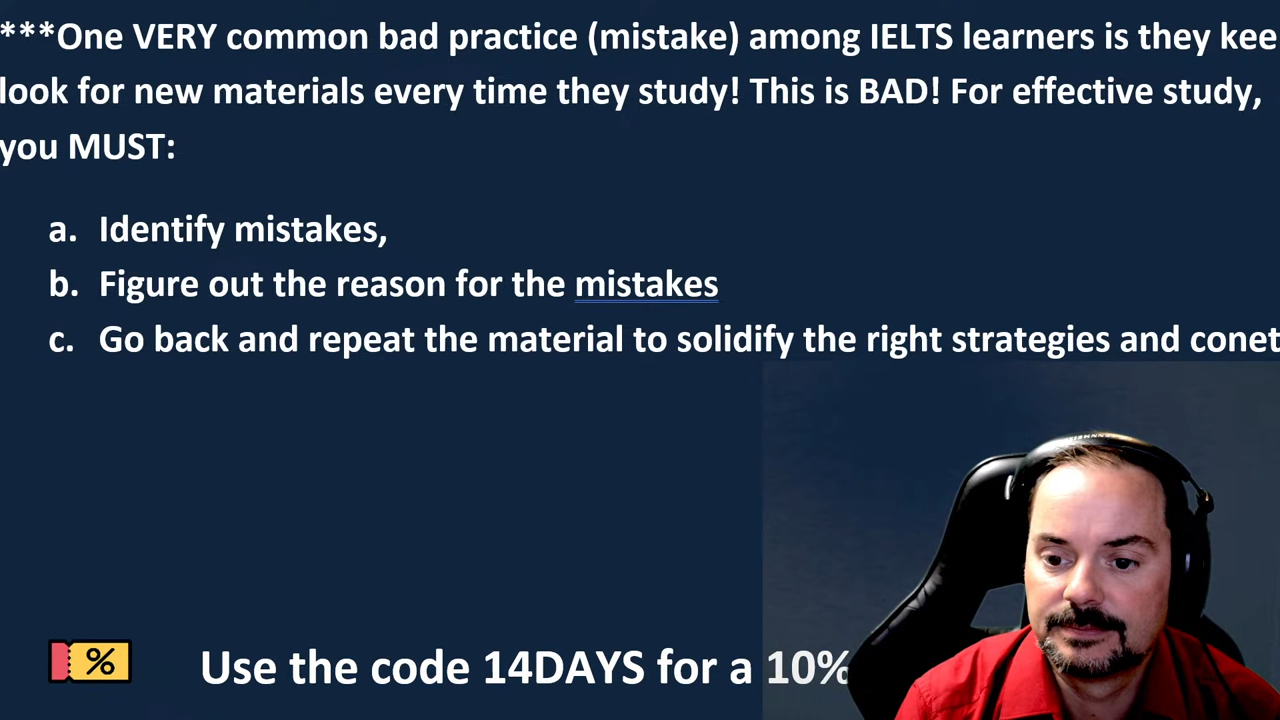 ***One VERY common bad practice (mistake) among IELTS learners is they kee
look for new materials every time they study! This is BAD! For effective study,
you MUST:
a. Identify mistakes,
b. Figure out the reason for the mistakes
c. Go back and repeat the material to solidify the right strategies and conet
% Use the code 14DAYS for a 10%